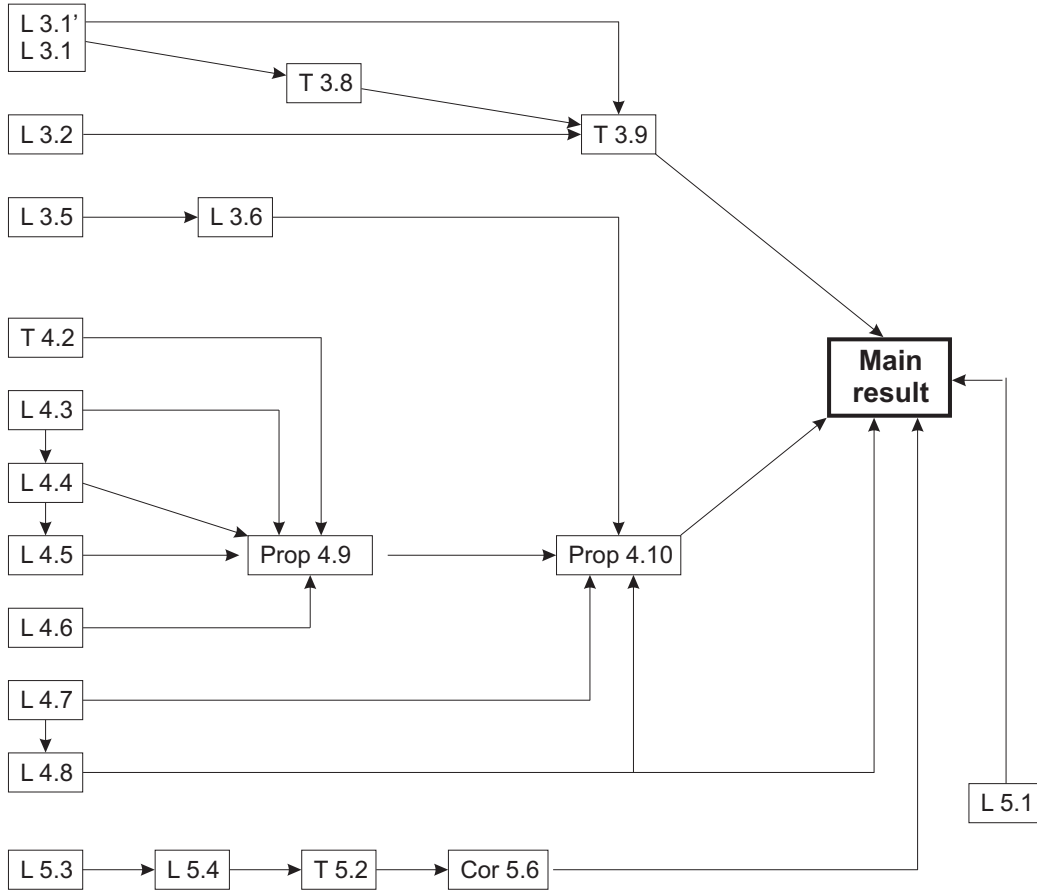 L 3.1’
L 3.1
T 3.8
L 3.2
T 3.9
L 3.5
L 3.6
T 4.2
Main
result
L 4.3
L 4.4
L 4.5
Prop 4.9
Prop 4.10
L 4.6
L 4.7
L 4.8
L 5.1
L 5.3
L 5.4
T 5.2
Cor 5.6